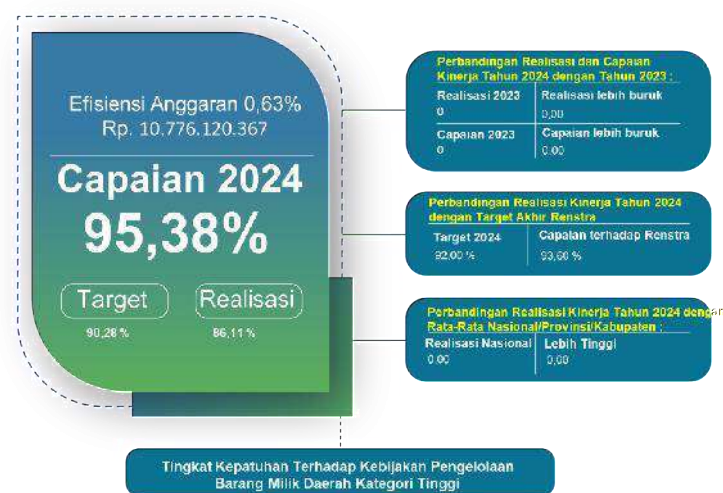 Efisiensi Anggaran 0,63%
Rp. 10.776.120.367
Capaian 2024
95,38%
Target
Realisasi
90,28 %
86,11 %
Perbandingan Realisasi dan Capaian
Kinerja Tahun 2024 dengan Tahun 2023 :
Realisasi 2023
Realisasi lebih buruk
0
0,00
Capaian 2023
Capaian lebih buruk
0
0.00
Perbandingan Realisasi Kinerja Tahun 2024
dengan Target Akhir Renstra
Target 2024
Capaian terhadap Renstra
92,00 %
93,60 %
Perbandingan Realisasi Kinerja Tahun 2024 dengan
Rata-Rata Nasional/Provinsi/Kabupaten :
Realisasi Nasional
Lebih Tinggi
0,00
0,00
Tingkat Kepatuhan Terhadap Kebijakan Pengelolaan
Barang Milik Daerah Kategori Tinggi